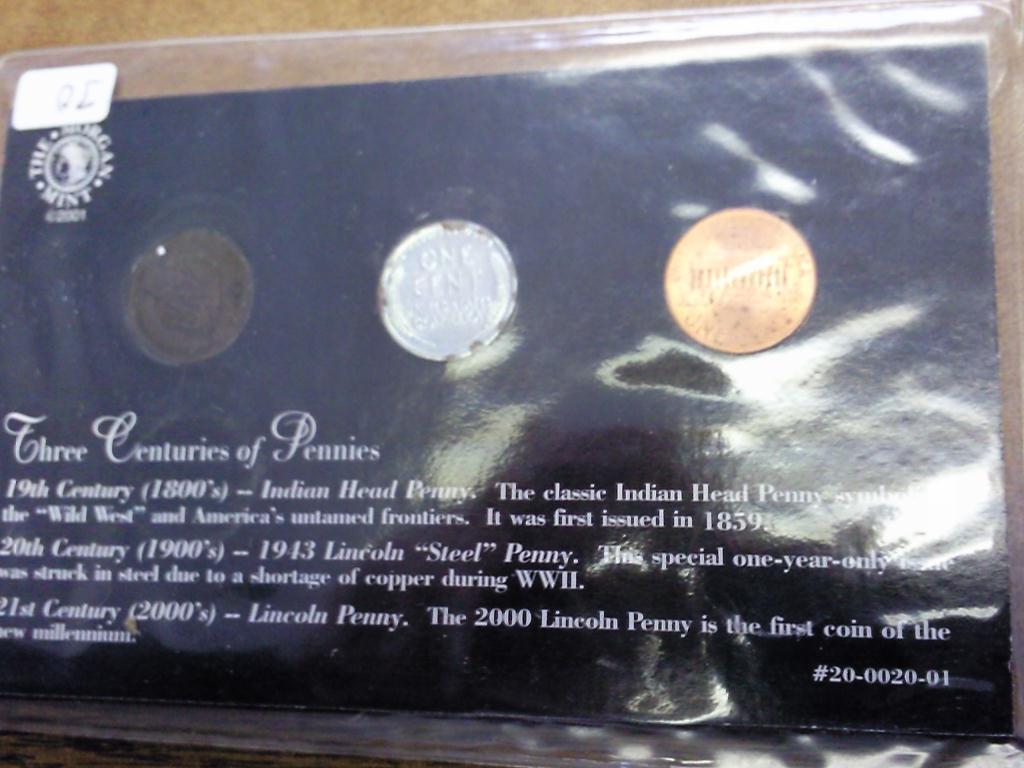 THE MORGAN MINT
©2001
ONE
CENT
Three Centuries of Pennies
19th Century (1800's) -- Indian Head Penny. The classic Indian Head Penny
the "Wild West" and America's untamed frontiers. It was first issued in 1859.
20th Century (1900's) -- 1943 Lincoln "Steel" Penny. This special one-year-only issue
was struck in steel due to a shortage of copper during WWII.
21st Century (2000's) -- Lincoln Penny. The 2000 Lincoln Penny is the first coin of the
new millennium.
#20-0020-01